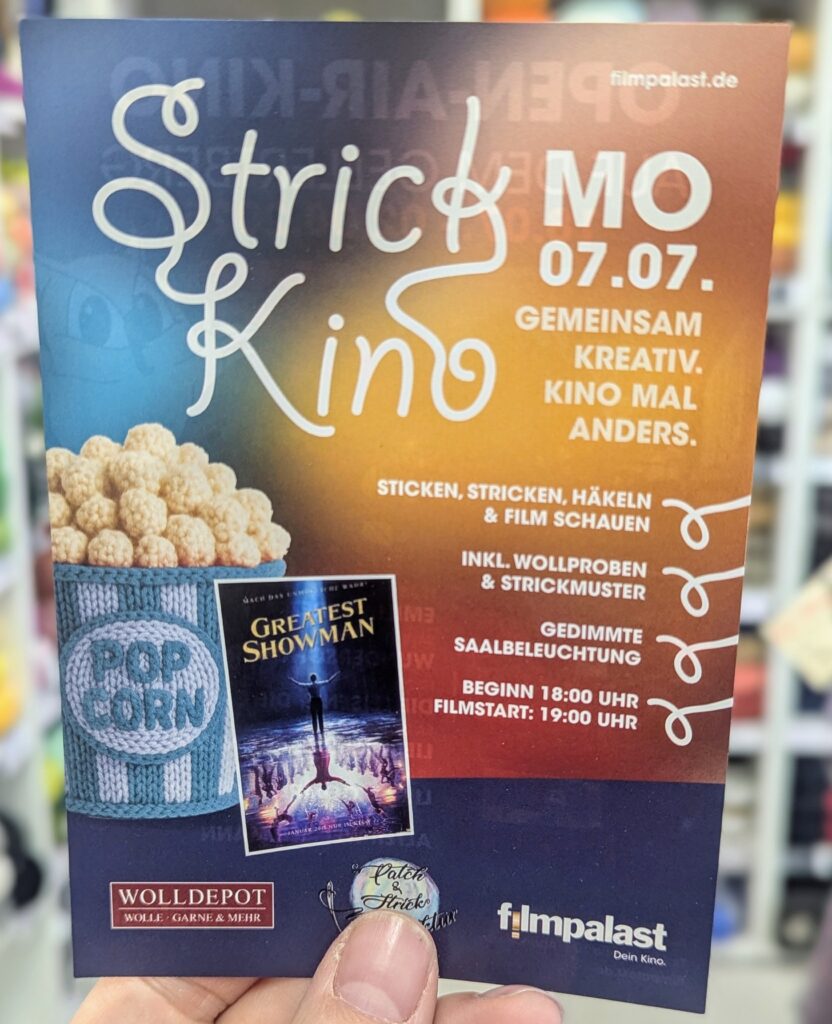 filmpalast.de
Strick
Kino
MO
07.07.
GEMEINSAM
KREATIV.
KINO MAL
ANDERS.
STICKEN, STRICKEN, HÄKELN
& FILM SCHAUEN
INKL. WOLLPROBEN
& STRICKMUSTER
GEDIMMTE
SAALBELEUCHTUNG
BEGINN 18:00 UHR
FILMSTART: 19:00 UHR
POP
CORN
GREATEST
SHOWMAN
WOLLDEPOT
WOLLE · GARNE & MEHR
Patch
&
Strick
filmpalast
Dein Kino.